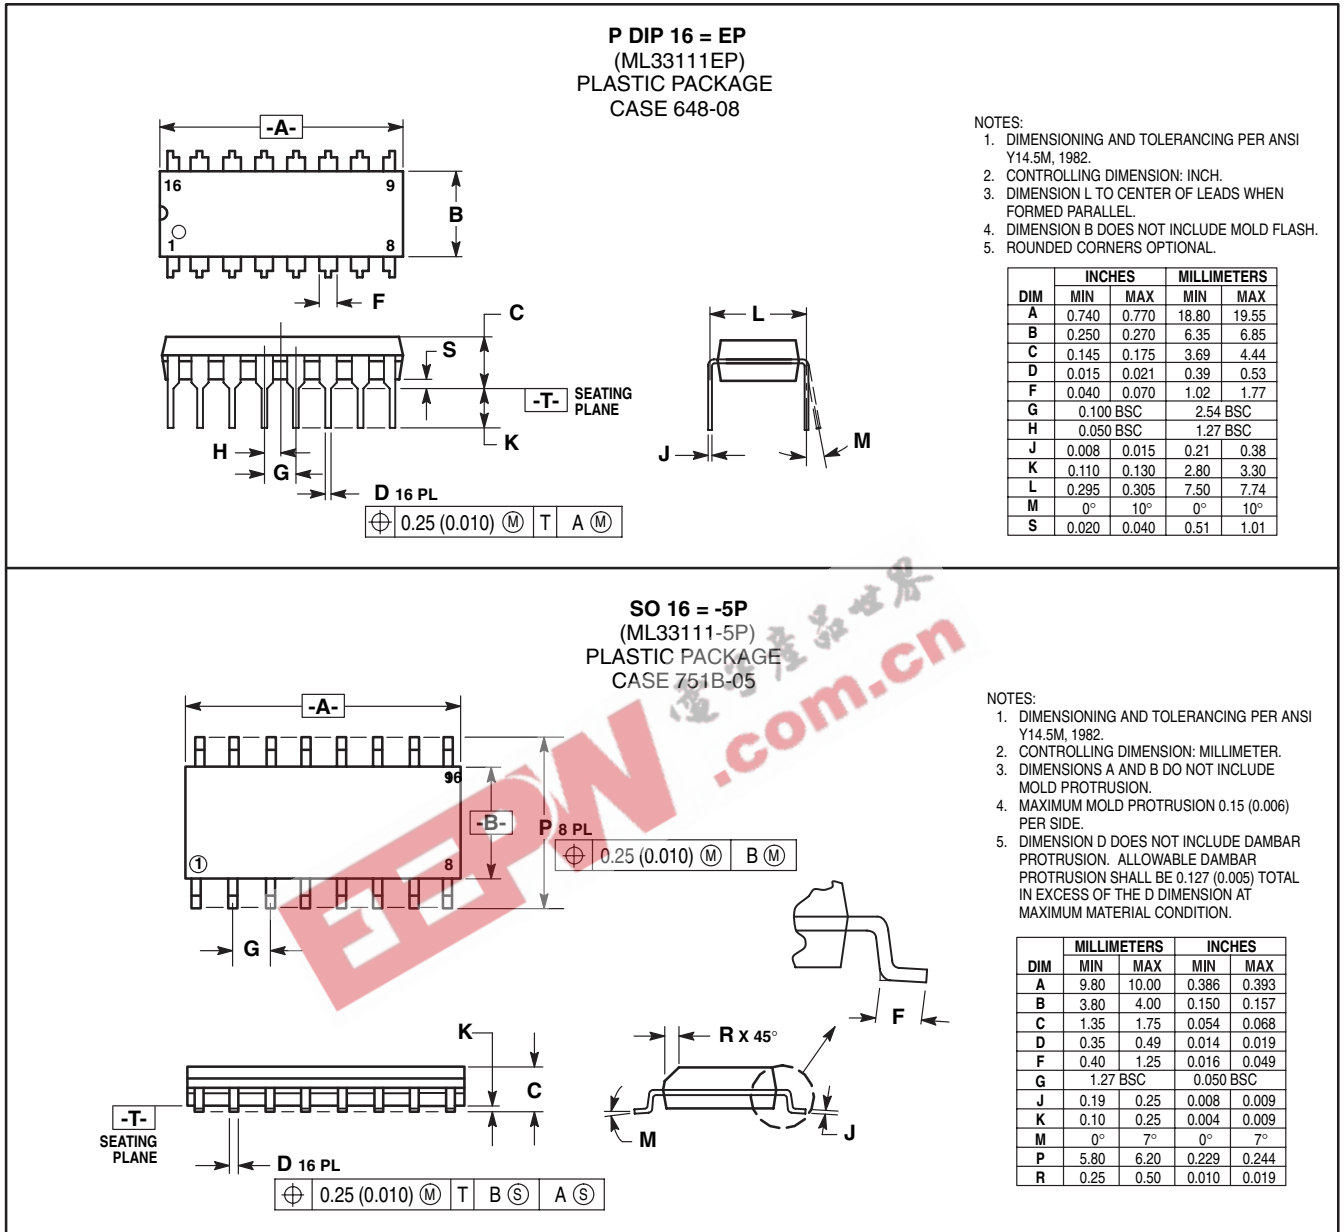 P DIP 16 = EP
(ML33111EP)
PLASTIC PACKAGE
CASE 648-08
-A-
16
9
B
1
8
F
C
S
-T-
SEATING
PLANE
K
H
G
D 16 PL
⌖ 0.25 (0.010) Ⓜ T A Ⓜ
L
J
M
NOTES:
1. DIMENSIONING AND TOLERANCING PER ANSI
Y14.5M, 1982.
2. CONTROLLING DIMENSION: INCH.
3. DIMENSION L TO CENTER OF LEADS WHEN
FORMED PARALLEL.
4. DIMENSION B DOES NOT INCLUDE MOLD FLASH.
5. ROUNDED CORNERS OPTIONAL.
INCHES MILLIMETERS
DIM MIN MAX MIN MAX
A 0.740 0.770 18.80 19.55
B 0.250 0.270 6.35 6.85
C 0.145 0.175 3.69 4.44
D 0.015 0.021 0.39 0.53
F 0.040 0.070 1.02 1.77
G 0.100 BSC 2.54 BSC
H 0.050 BSC 1.27 BSC
J 0.008 0.015 0.21 0.38
K 0.110 0.130 2.80 3.30
L 0.295 0.305 7.50 7.74
M 0° 10° 0° 10°
S 0.020 0.040 0.51 1.01
SO 16 = -5P
(ML33111-5P)
PLASTIC PACKAGE
CASE 751B-05
-A-
16
9
-B-
P 8 PL
⌖ 0.25 (0.010) Ⓜ B Ⓜ
1
8
G
F
K
C
R X 45°
-T-
SEATING
PLANE
M
J
D 16 PL
⌖ 0.25 (0.010) Ⓜ T B Ⓢ A Ⓢ
NOTES:
1. DIMENSIONING AND TOLERANCING PER ANSI
Y14.5M, 1982.
2. CONTROLLING DIMENSION: MILLIMETER.
3. DIMENSIONS A AND B DO NOT INCLUDE
MOLD PROTRUSION.
4. MAXIMUM MOLD PROTRUSION 0.15 (0.006)
PER SIDE.
5. DIMENSION D DOES NOT INCLUDE DAMBAR
PROTRUSION. ALLOWABLE DAMBAR
PROTRUSION SHALL BE 0.127 (0.005) TOTAL
IN EXCESS OF THE D DIMENSION AT
MAXIMUM MATERIAL CONDITION.
MILLIMETERS INCHES
DIM MIN MAX MIN MAX
A 9.80 10.00 0.386 0.393
B 3.80 4.00 0.150 0.157
C 1.35 1.75 0.054 0.068
D 0.35 0.49 0.014 0.019
F 0.40 1.25 0.016 0.049
G 1.27 BSC 0.050 BSC
J 0.19 0.25 0.008 0.009
K 0.10 0.25 0.004 0.009
M 0° 7° 0° 7°
P 5.80 6.20 0.229 0.244
R 0.25 0.50 0.010 0.019
EEPW
.com.cn
電子產品世界